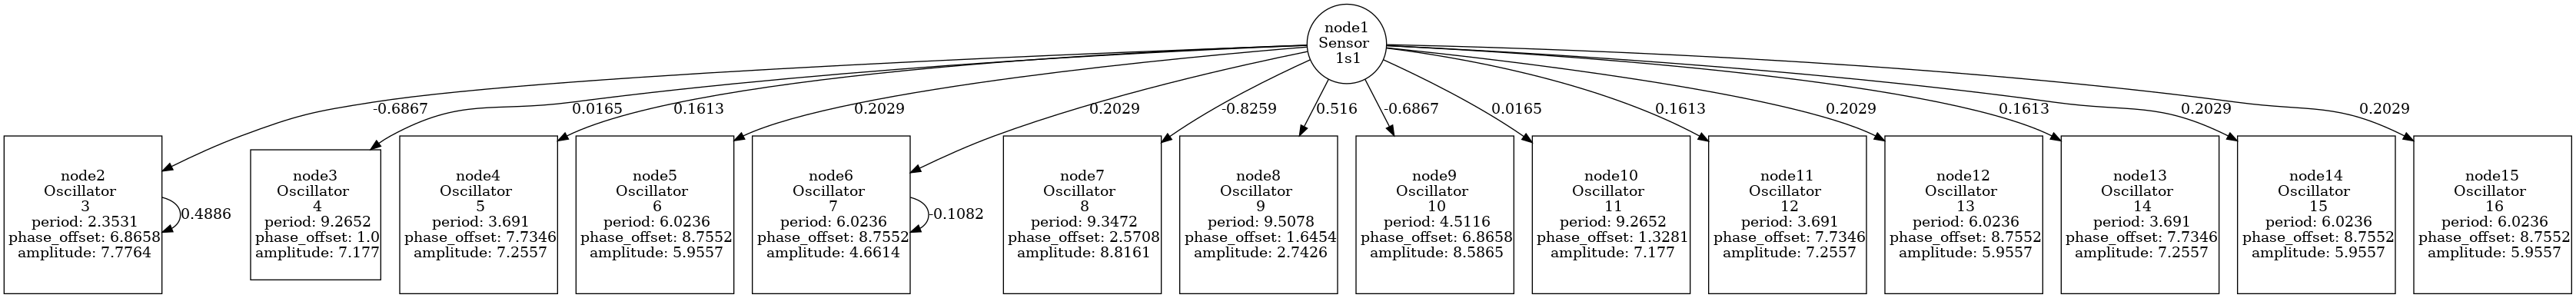 node1
Sensor
1s1
-0.6867
0.0165
0.1613
0.2029
0.2029
-0.8259
0.516
-0.6867
0.0165
0.1613
0.2029
0.1613
0.2029
0.2029
node2
Oscillator
3
period: 2.3531
phase_offset: 6.8658
amplitude: 7.7764
0.4886
node3
Oscillator
4
period: 9.2652
phase_offset: 1.0
amplitude: 7.177
node4
Oscillator
5
period: 3.691
phase_offset: 7.7346
amplitude: 7.2557
node5
Oscillator
6
period: 6.0236
phase_offset: 8.7552
amplitude: 5.9557
node6
Oscillator
7
period: 6.0236
phase_offset: 8.7552
amplitude: 4.6614
-0.1082
node7
Oscillator
8
period: 9.3472
phase_offset: 2.5708
amplitude: 8.8161
node8
Oscillator
9
period: 9.5078
phase_offset: 1.6454
amplitude: 2.7426
node9
Oscillator
10
period: 4.5116
phase_offset: 6.8658
amplitude: 8.5865
node10
Oscillator
11
period: 9.2652
phase_offset: 1.3281
amplitude: 7.177
node11
Oscillator
12
period: 3.691
phase_offset: 7.7346
amplitude: 7.2557
node12
Oscillator
13
period: 6.0236
phase_offset: 8.7552
amplitude: 5.9557
node13
Oscillator
14
period: 3.691
phase_offset: 7.7346
amplitude: 7.2557
node14
Oscillator
15
period: 6.0236
phase_offset: 8.7552
amplitude: 5.9557
node15
Oscillator
16
period: 6.0236
phase_offset: 8.7552
amplitude: 5.9557